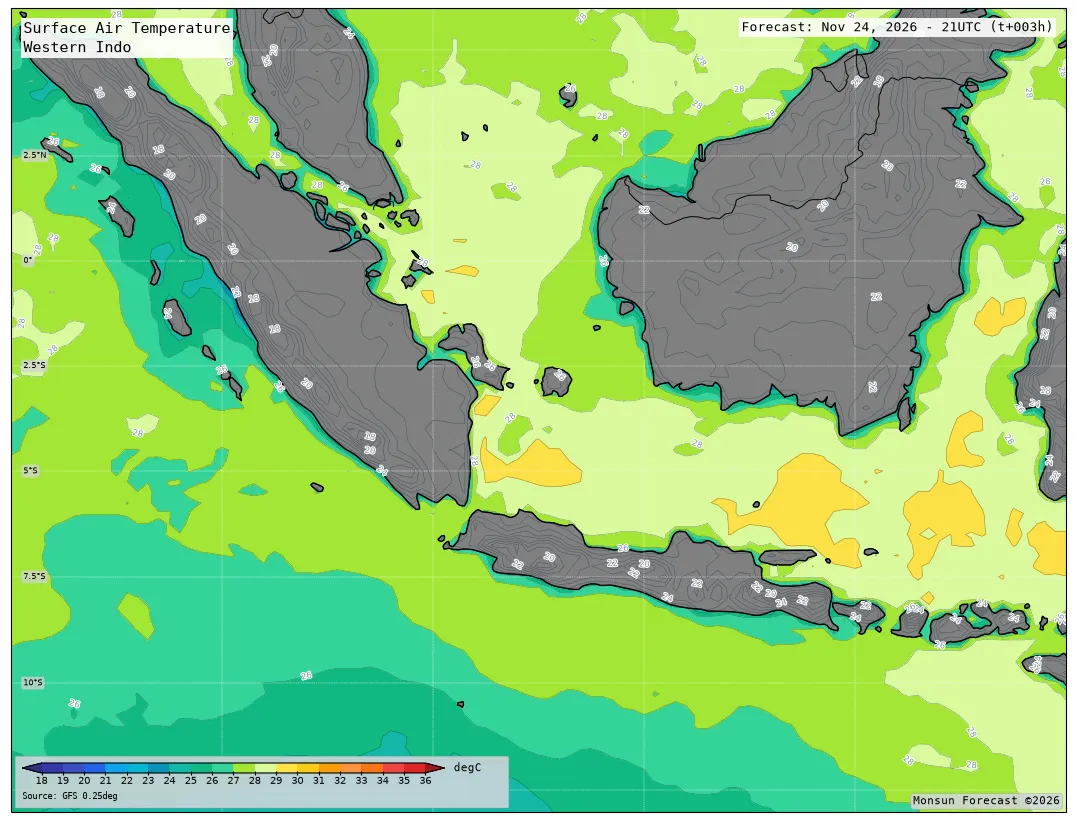 Surface Air Temperature
Western Indo
Forecast: Nov 24, 2026 - 21UTC (t+003h)
2.5°N
0°
2.5°S
5°S
7.5°S
10°S
18 19 20 21 22 23 24 25 26 27 28 29 30 31 32 33 34 35 36 degC
Source: GFS 0.25deg
Monsun Forecast ©2026